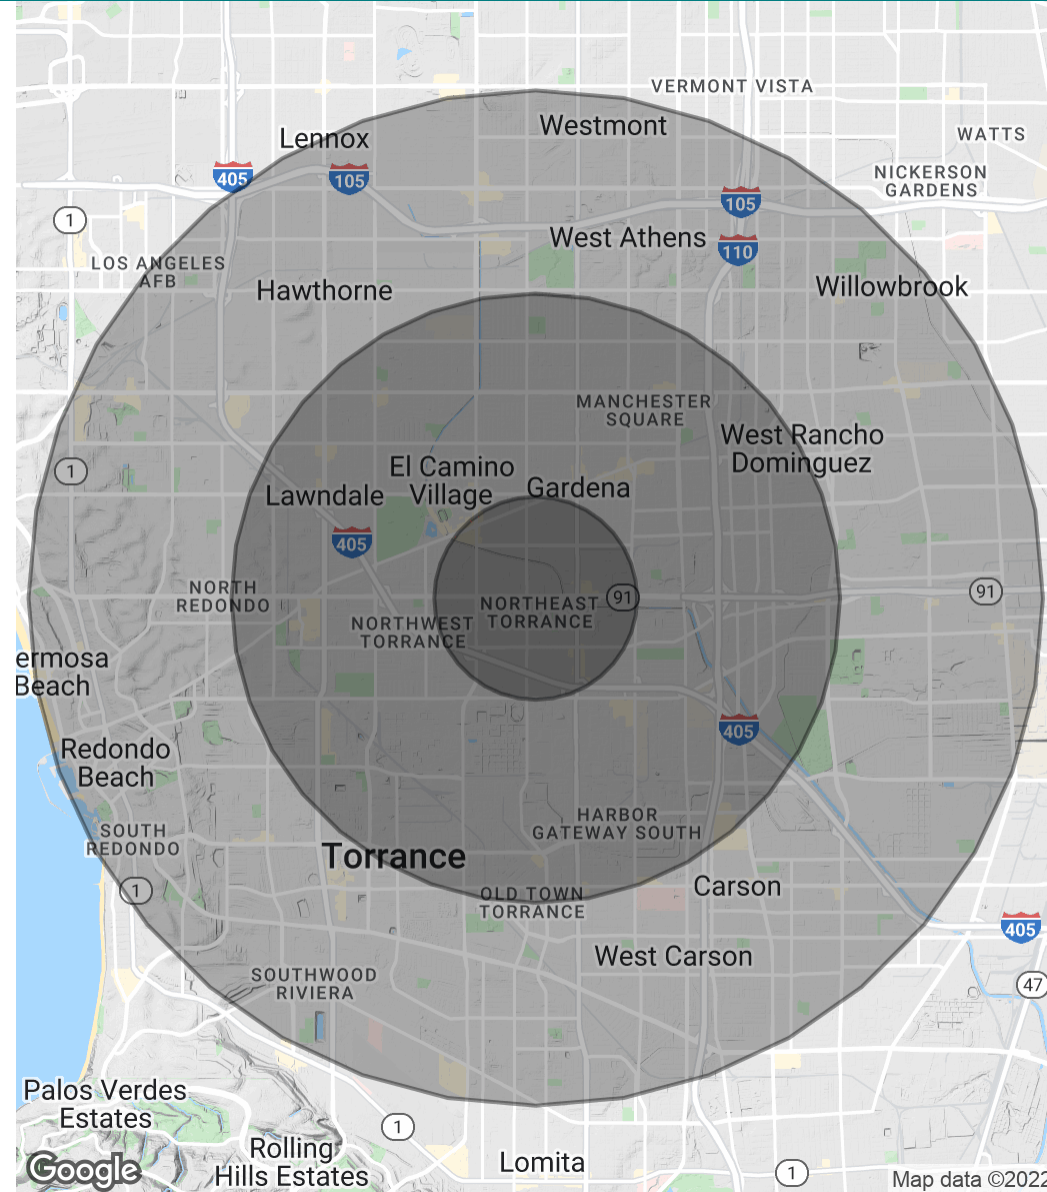 VERMONT VISTA
Westmont
Lennox
WATTS
405
105
NICKERSON
GARDENS
105
1
West Athens
110
LOS ANGELES
AFB
Hawthorne
Willowbrook
MANCHESTER
SQUARE
West Rancho
Dominguez
1
El Camino
Village
Lawndale
Gardena
405
NORTH
REDONDO
91
91
NORTHEAST
TORRANCE
NORTHWEST
TORRANCE
ermosa
Beach
405
Redondo
Beach
HARBOR
GATEWAY SOUTH
SOUTH
REDONDO
Torrance
1
Carson
OLD TOWN
TORRANCE
405
West Carson
SOUTHWOOD
RIVIERA
47
Palos Verdes
Estates
1
Rolling
Hills Estates
Lomita
Google
1
Map data ©2022